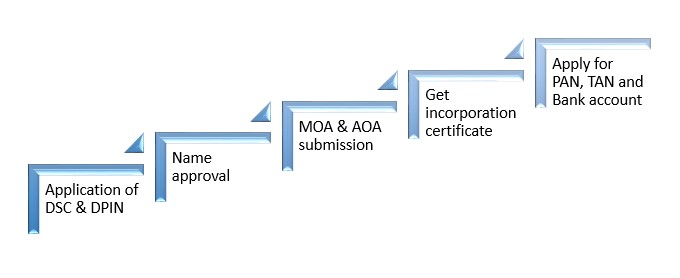 Application of
DSC & DPIN
Name
approval
MOA & AOA
submission
Get
incorporation
certificate
Apply for
PAN, TAN and
Bank account